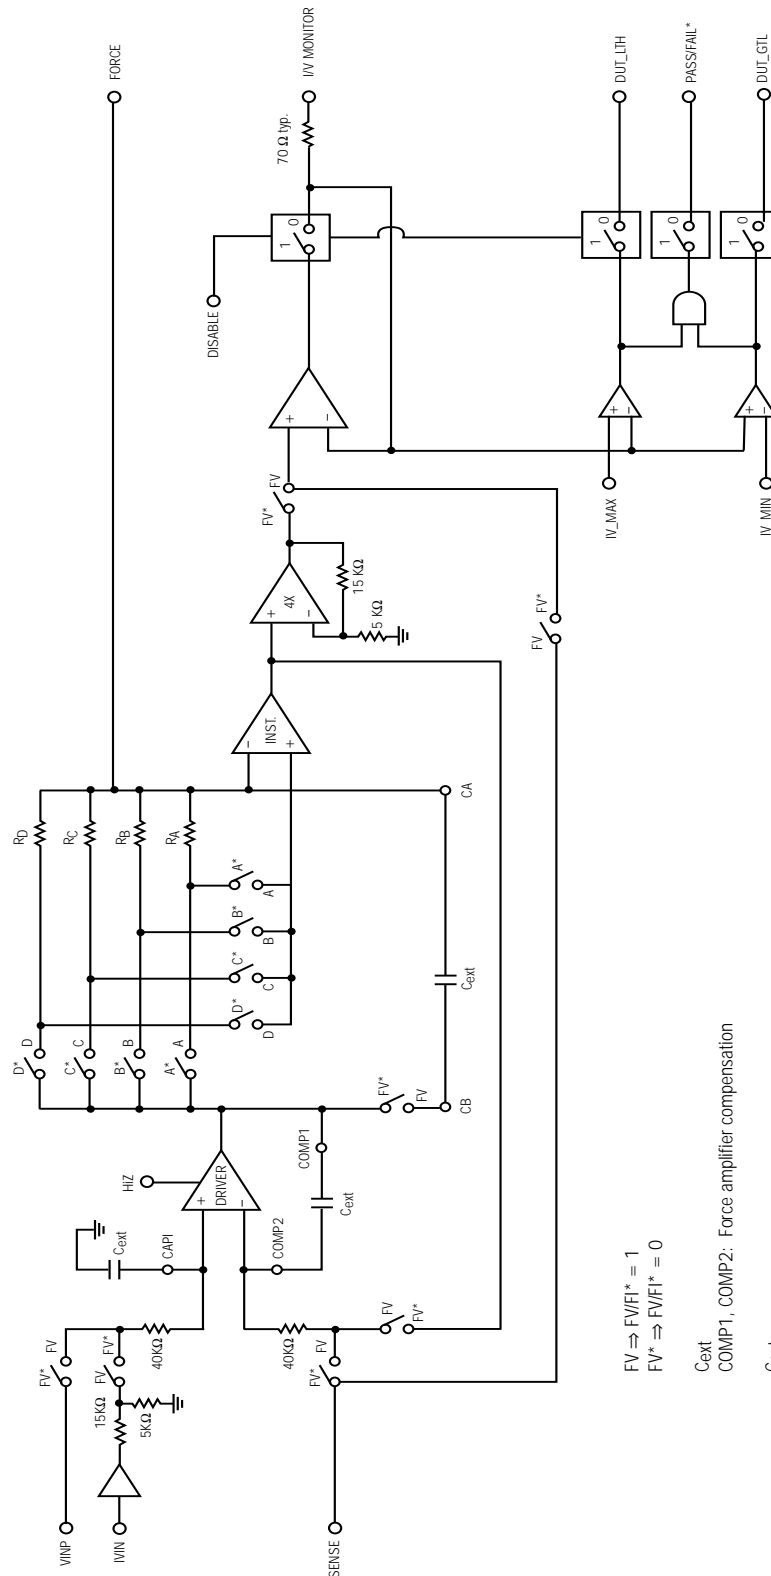 FORCE
I/V MONITOR
70 Ω typ.
1 0
DISABLE
DUT_LTH
PASS/FAIL*
DUT_GTL
1 0
1 0
1 0
+ −
+ −
+ −
IV_MAX
IV_MIN
FV* FV
4X
+ −
15 KΩ
5 KΩ
FV FV*
INST.
− +
RD
RC
RB
RA
A* A
B* B
C* C
D* D
D* D
C* C
B* B
A* A
CA
Cext
CB
FV* FV
HIZ
DRIVER
+ −
COMP1
Cext
COMP2
Cext
CAPI
FV* FV
FV FV*
40KΩ
15KΩ
5KΩ
40KΩ
FV FV*
FV* FV
VINP
IVIN
SENSE
FV ⇒ FV/FI* = 1
FV* ⇒ FV/FI* = 0
Cext
COMP1, COMP2: Force amplifier compensation